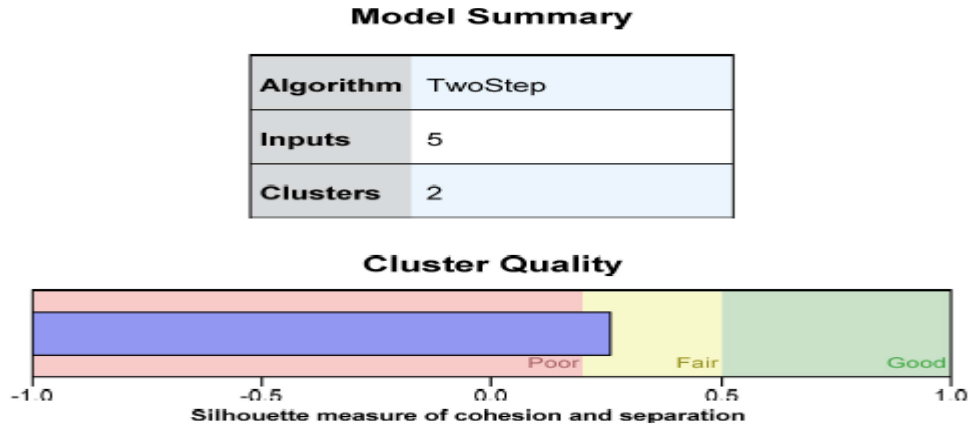 Model Summary
Algorithm TwoStep
Inputs 5
Clusters 2
Cluster Quality
Poor Fair Good
-1.0 -0.5 0.0 0.5 1.0
Silhouette measure of cohesion and separation